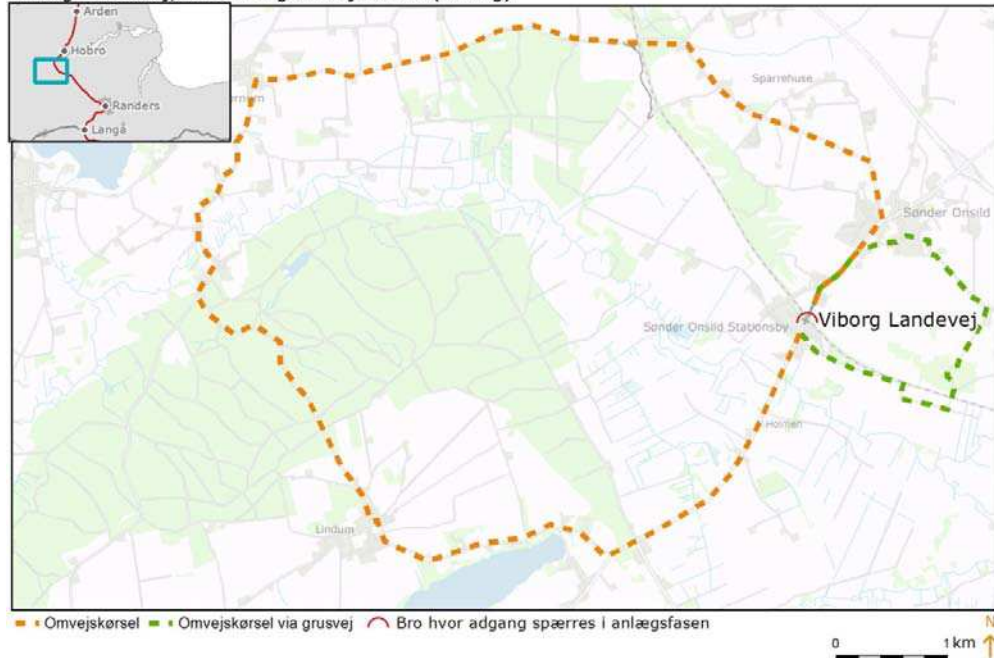 Arden
Hobro
Randers
Langå
Sparrehuse
Sønder Onsild
Sønder Onsild Stationsby
Viborg Landevej
Holmen
Lindum
Omvejskørsel
Omvejskørsel via grusvej
Bro hvor adgang spærres i anlægsfasen
N
0 1 km